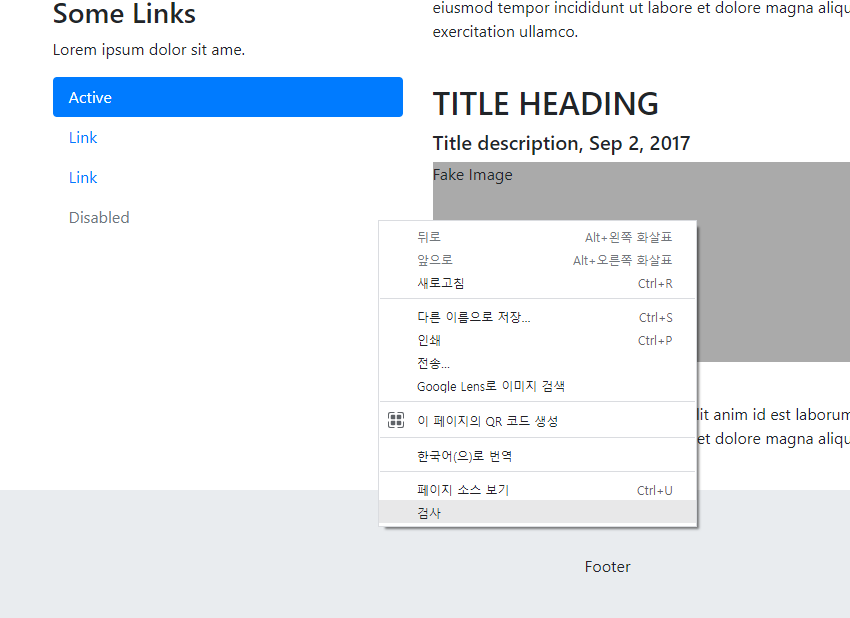 Some Links
Lorem ipsum dolor sit ame.
Active
Link
Link
Disabled
eiusmod tempor incididunt ut labore et dolore magna aliqu
exercitation ullamco.
TITLE HEADING
Title description, Sep 2, 2017
Fake Image
뒤로 Alt+왼쪽 화살표
앞으로 Alt+오른쪽 화살표
새로고침 Ctrl+R
다른 이름으로 저장... Ctrl+S
인쇄 Ctrl+P
전송...
Google Lens로 이미지 검색
이 페이지의 QR 코드 생성
한국어(으)로 번역
페이지 소스 보기 Ctrl+U
검사
lit anim id est laborum
et dolore magna aliqu
Footer